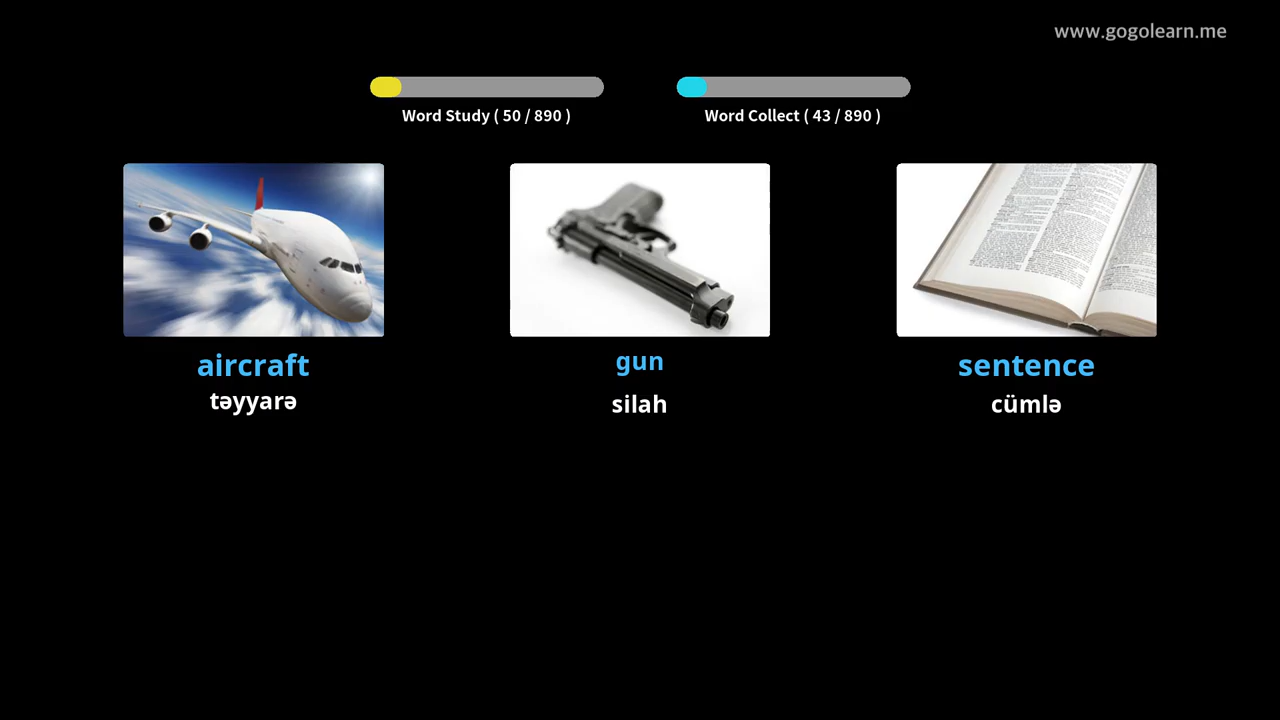 www.gogolearn.me
Word Study ( 50 / 890 )
Word Collect ( 43 / 890 )
aircraft
təyyarə
gun
silah
sentence
cümlə